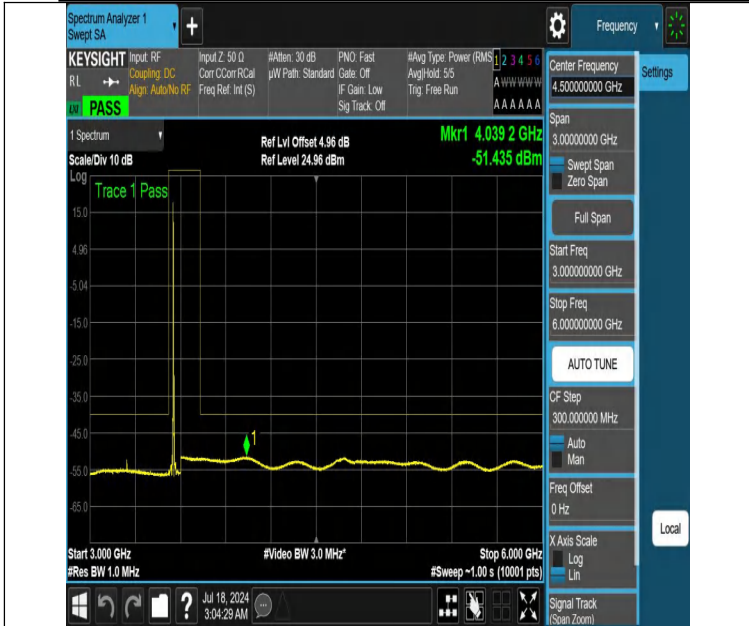 Spectrum Analyzer 1
Swept SA
Frequency
KEYSIGHT
RL
PASS
Input: RF
Coupling: DC
Align: Auto/No RF
Input Z: 50 Ω
Corr CCorr RCal
Freq Ref: Int (S)
#Atten: 30 dB
µW Path: Standard
PNO: Fast
Gate: Off
IF Gain: Low
Sig Track: Off
#Avg Type: Power (RMS
Avg|Hold: 5/5
Trig: Free Run
1 2 3 4 5 6
A W W W W W
A A A A A A
1 Spectrum
Scale/Div 10 dB
Ref Lvl Offset 4.96 dB
Ref Level 24.96 dBm
Mkr1 4.039 2 GHz
-51.435 dBm
Log
Trace 1 Pass
15.0
4.96
-5.04
-15.0
-25.0
-35.0
-45.0
-55.0
-65.0
1
Start 3.000 GHz
#Res BW 1.0 MHz
#Video BW 3.0 MHz*
Stop 6.000 GHz
#Sweep ~1.00 s (10001 pts)
Jul 18, 2024
3:04:29 AM
Center Frequency
4.500000000 GHz
Span
3.00000000 GHz
Swept Span
Zero Span
Full Span
Start Freq
3.000000000 GHz
Stop Freq
6.000000000 GHz
AUTO TUNE
CF Step
300.000000 MHz
Auto
Man
Freq Offset
0 Hz
X Axis Scale
Log
Lin
Signal Track
(Span Zoom)
Settings
Local